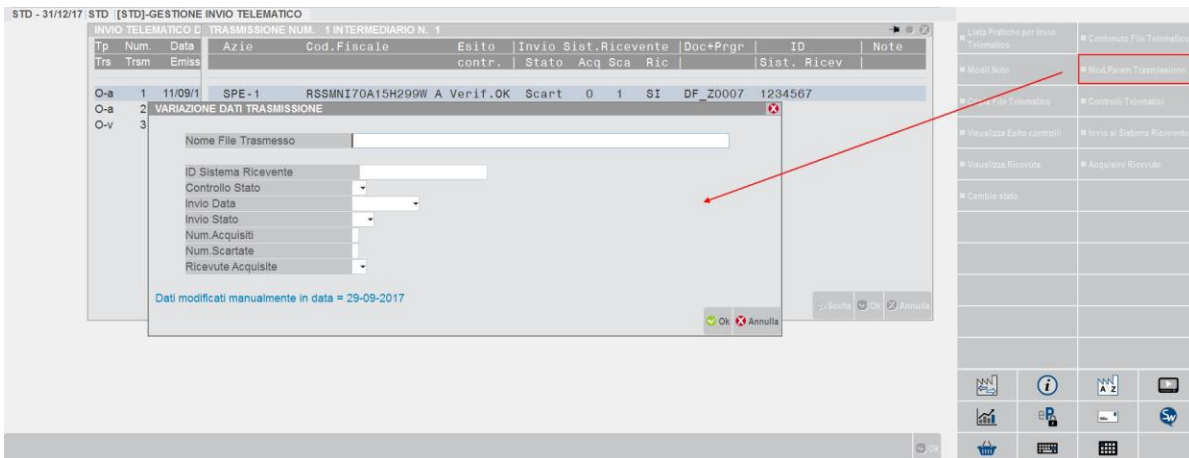 STD - 31/12/17 STD [STD]-GESTIONE INVIO TELEMATICO
INVIO TELEMATICO D TRASMISSIONE NUM. 1 INTERMEDIARIO N. 1
Tp Num. Data Azie Cod.Fiscale Esito |Invio Sist.Ricevente |Doc+Prgr | ID | Note
Trs Trsm Emiss contr. | Stato Acq Sca Ric | |Sist. Ricev |
O-a 1 11/09/1 SPE-1 RSSMNI70A15H299W A Verif.OK Scart 0 1 SI DF_Z0007 1234567
O-a 2
O-v 3
VARIAZIONE DATI TRASMISSIONE
Nome File Trasmesso
ID Sistema Ricevente
Controllo Stato
Invio Data
Invio Stato
Num.Acquisiti
Num.Scartate
Ricevute Acquisite
Dati modificati manualmente in data = 29-09-2017
Ok Annulla
Scelta Ok Annulla
Lista Pratiche per Invio Telematico
Contenuto File Telematico
Modif.Note
Mod.Param.Trasmissione
File Telematico
Controlli Telematici
Visualizza Esito controlli
Invio al Sistema Ricevente
Visualizza Ricevuta
Acquisire Ricevute
Cambio stato
A Z
eP
Sw
Ok